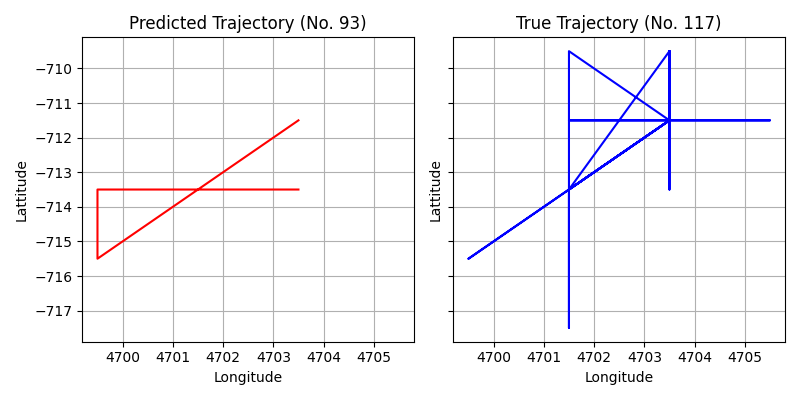 Predicted Trajectory (No. 93)
True Trajectory (No. 117)
−710
−711
−712
−713
−714
−715
−716
−717
Lattitude
Lattitude
4700 4701 4702 4703 4704 4705
4700 4701 4702 4703 4704 4705
Longitude
Longitude